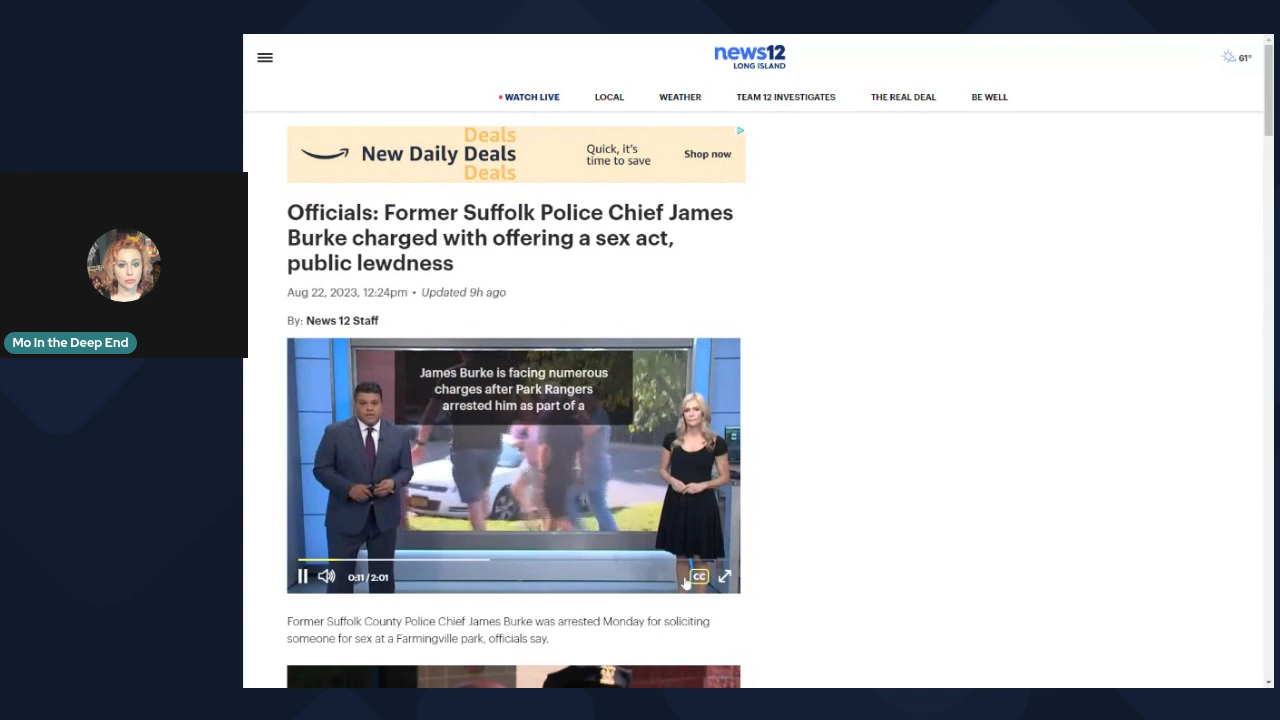 news12
LONG ISLAND
61°
WATCH LIVE
LOCAL
WEATHER
TEAM 12 INVESTIGATES
THE REAL DEAL
BE WELL
Deals
New Daily Deals
Deals
Quick, it's
time to save
Shop now
Officials: Former Suffolk Police Chief James
Burke charged with offering a sex act,
public lewdness
Aug 22, 2023, 12:24pm • Updated 9h ago
By: News 12 Staff
James Burke is facing numerous
charges after Park Rangers
arrested him as part of a
0:11 / 2:01
CC
Former Suffolk County Police Chief James Burke was arrested Monday for soliciting
someone for sex at a Farmingville park, officials say.
Mo In the Deep End